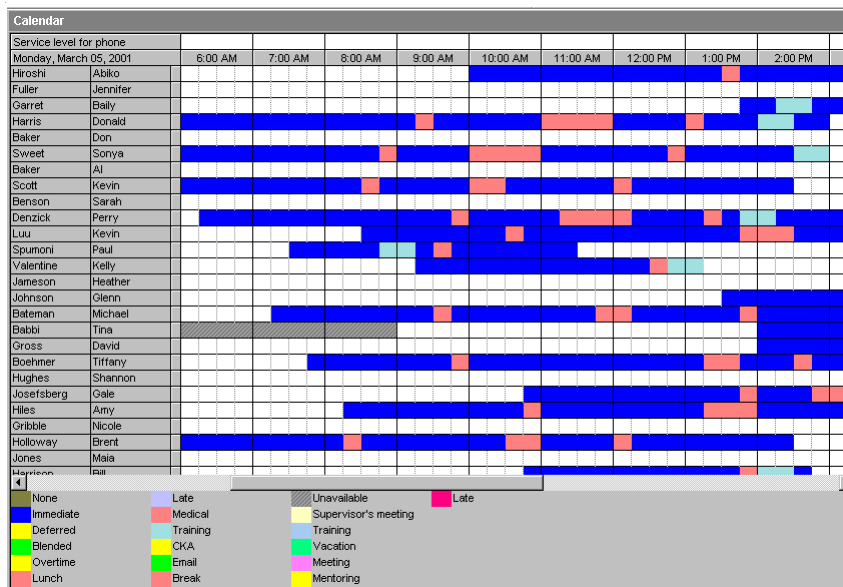 Calendar
Service level for phone
Monday, March 05, 2001 6:00 AM 7:00 AM 8:00 AM 9:00 AM 10:00 AM 11:00 AM 12:00 PM 1:00 PM 2:00 PM
Hiroshi Abiko
Fuller Jennifer
Garret Baily
Harris Donald
Baker Don
Sweet Sonya
Baker Al
Scott Kevin
Benson Sarah
Denzick Perry
Luu Kevin
Spumoni Paul
Valentine Kelly
Jameson Heather
Johnson Glenn
Bateman Michael
Babbi Tina
Gross David
Boehmer Tiffany
Hughes Shannon
Josefsberg Gale
Hiles Amy
Gribble Nicole
Holloway Brent
Jones Maia
Harrison Bill
None Late Unavailable Late
Immediate Medical Supervisor's meeting
Deferred Training Training
Blended CKA Vacation
Overtime Email Meeting
Lunch Break Mentoring